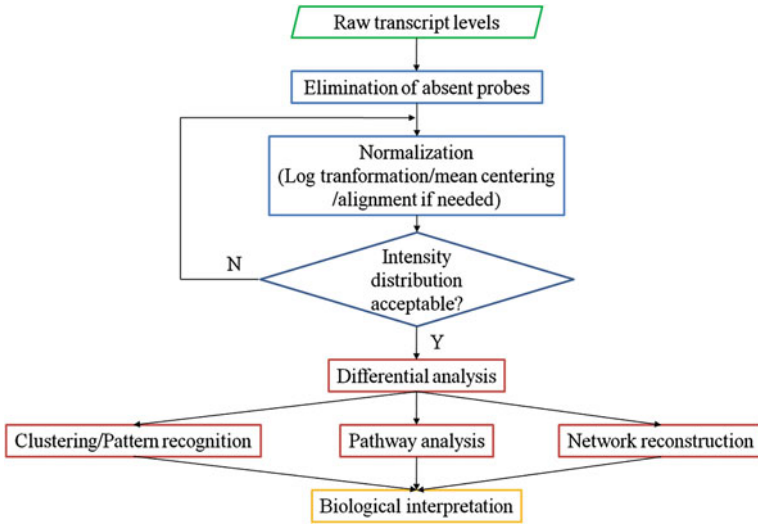 Raw transcript levels
Elimination of absent probes
Normalization
(Log tranformation/mean centering
/alignment if needed)
Intensity
distribution
acceptable?
N
Y
Differential analysis
Clustering/Pattern recognition
Pathway analysis
Network reconstruction
Biological interpretation